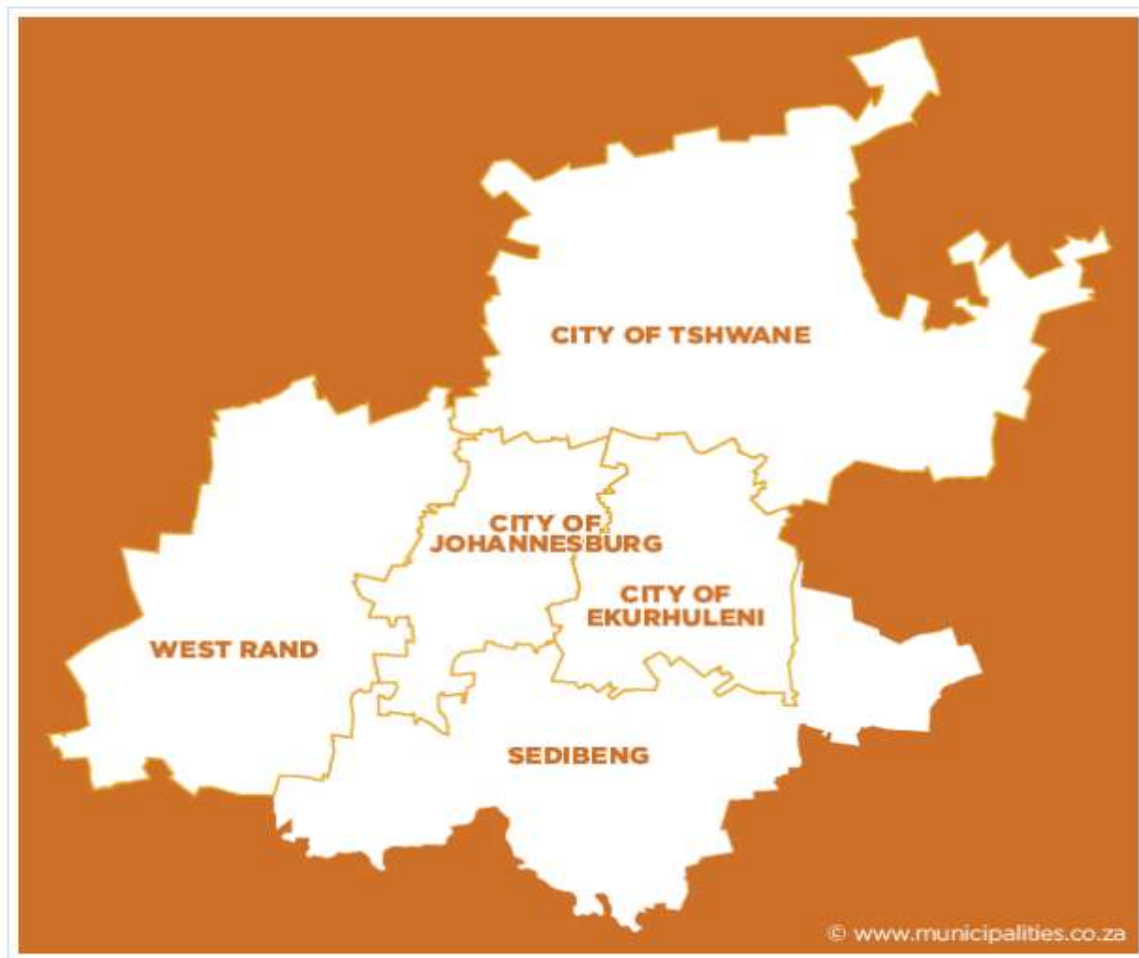 CITY OF TSHWANE
CITY OF
JOHANNESBURG
CITY OF
EKURHULENI
WEST RAND
SEDIBENG
© www.municipalities.co.za